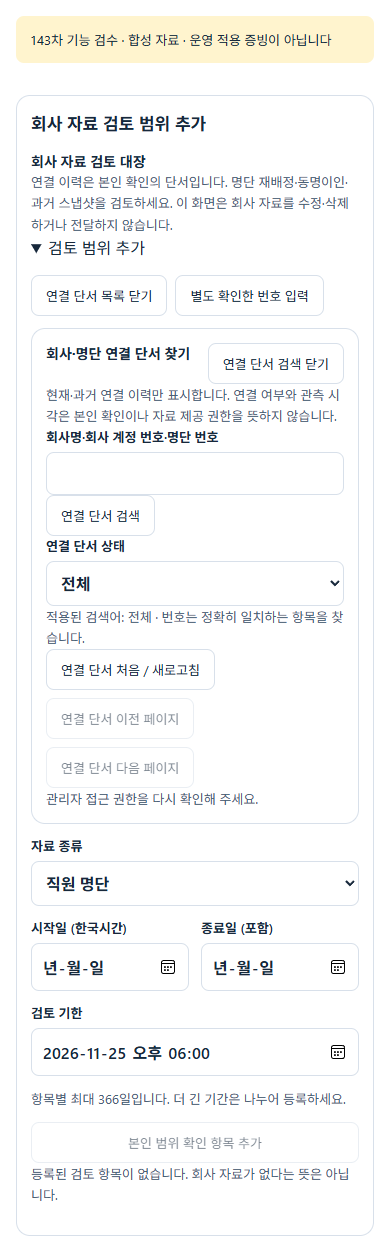 143차 기능 검수 · 합성 자료 · 운영 적용 증빙이 아닙니다
회사 자료 검토 범위 추가
회사 자료 검토 대장
연결 이력은 본인 확인의 단서입니다. 명단 재배정·동명이인·
과거 스냅샷을 검토하세요. 이 화면은 회사 자료를 수정·삭제
하거나 전달하지 않습니다.
▼ 검토 범위 추가
연결 단서 목록 닫기
별도 확인한 번호 입력
회사·명단 연결 단서 찾기
연결 단서 검색 닫기
현재·과거 연결 이력만 표시합니다. 연결 여부와 관측 시
각은 본인 확인이나 자료 제공 권한을 뜻하지 않습니다.
회사명·회사 계정 번호·명단 번호
연결 단서 검색
연결 단서 상태
전체
적용된 검색어: 전체 · 번호는 정확히 일치하는 항목을 찾
습니다.
연결 단서 처음 / 새로고침
연결 단서 이전 페이지
연결 단서 다음 페이지
관리자 접근 권한을 다시 확인해 주세요.
자료 종류
직원 명단
시작일 (한국시간)
종료일 (포함)
년-월-일
년-월-일
검토 기한
2026-11-25 오후 06:00
항목별 최대 366일입니다. 더 긴 기간은 나누어 등록하세요.
본인 범위 확인 항목 추가
등록된 검토 항목이 없습니다. 회사 자료가 없다는 뜻은 아닙
니다.